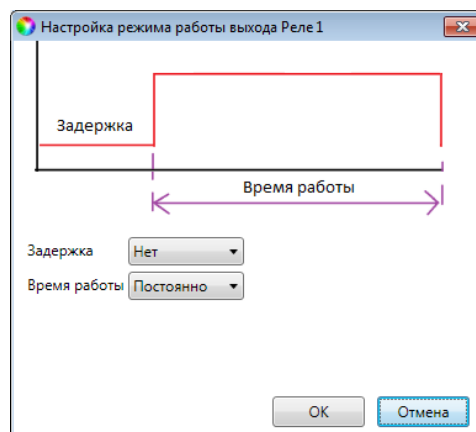 Настройка режима работы выхода Реле 1
Задержка
Время работы
Задержка Нет
Время работы Постоянно
OK Отмена